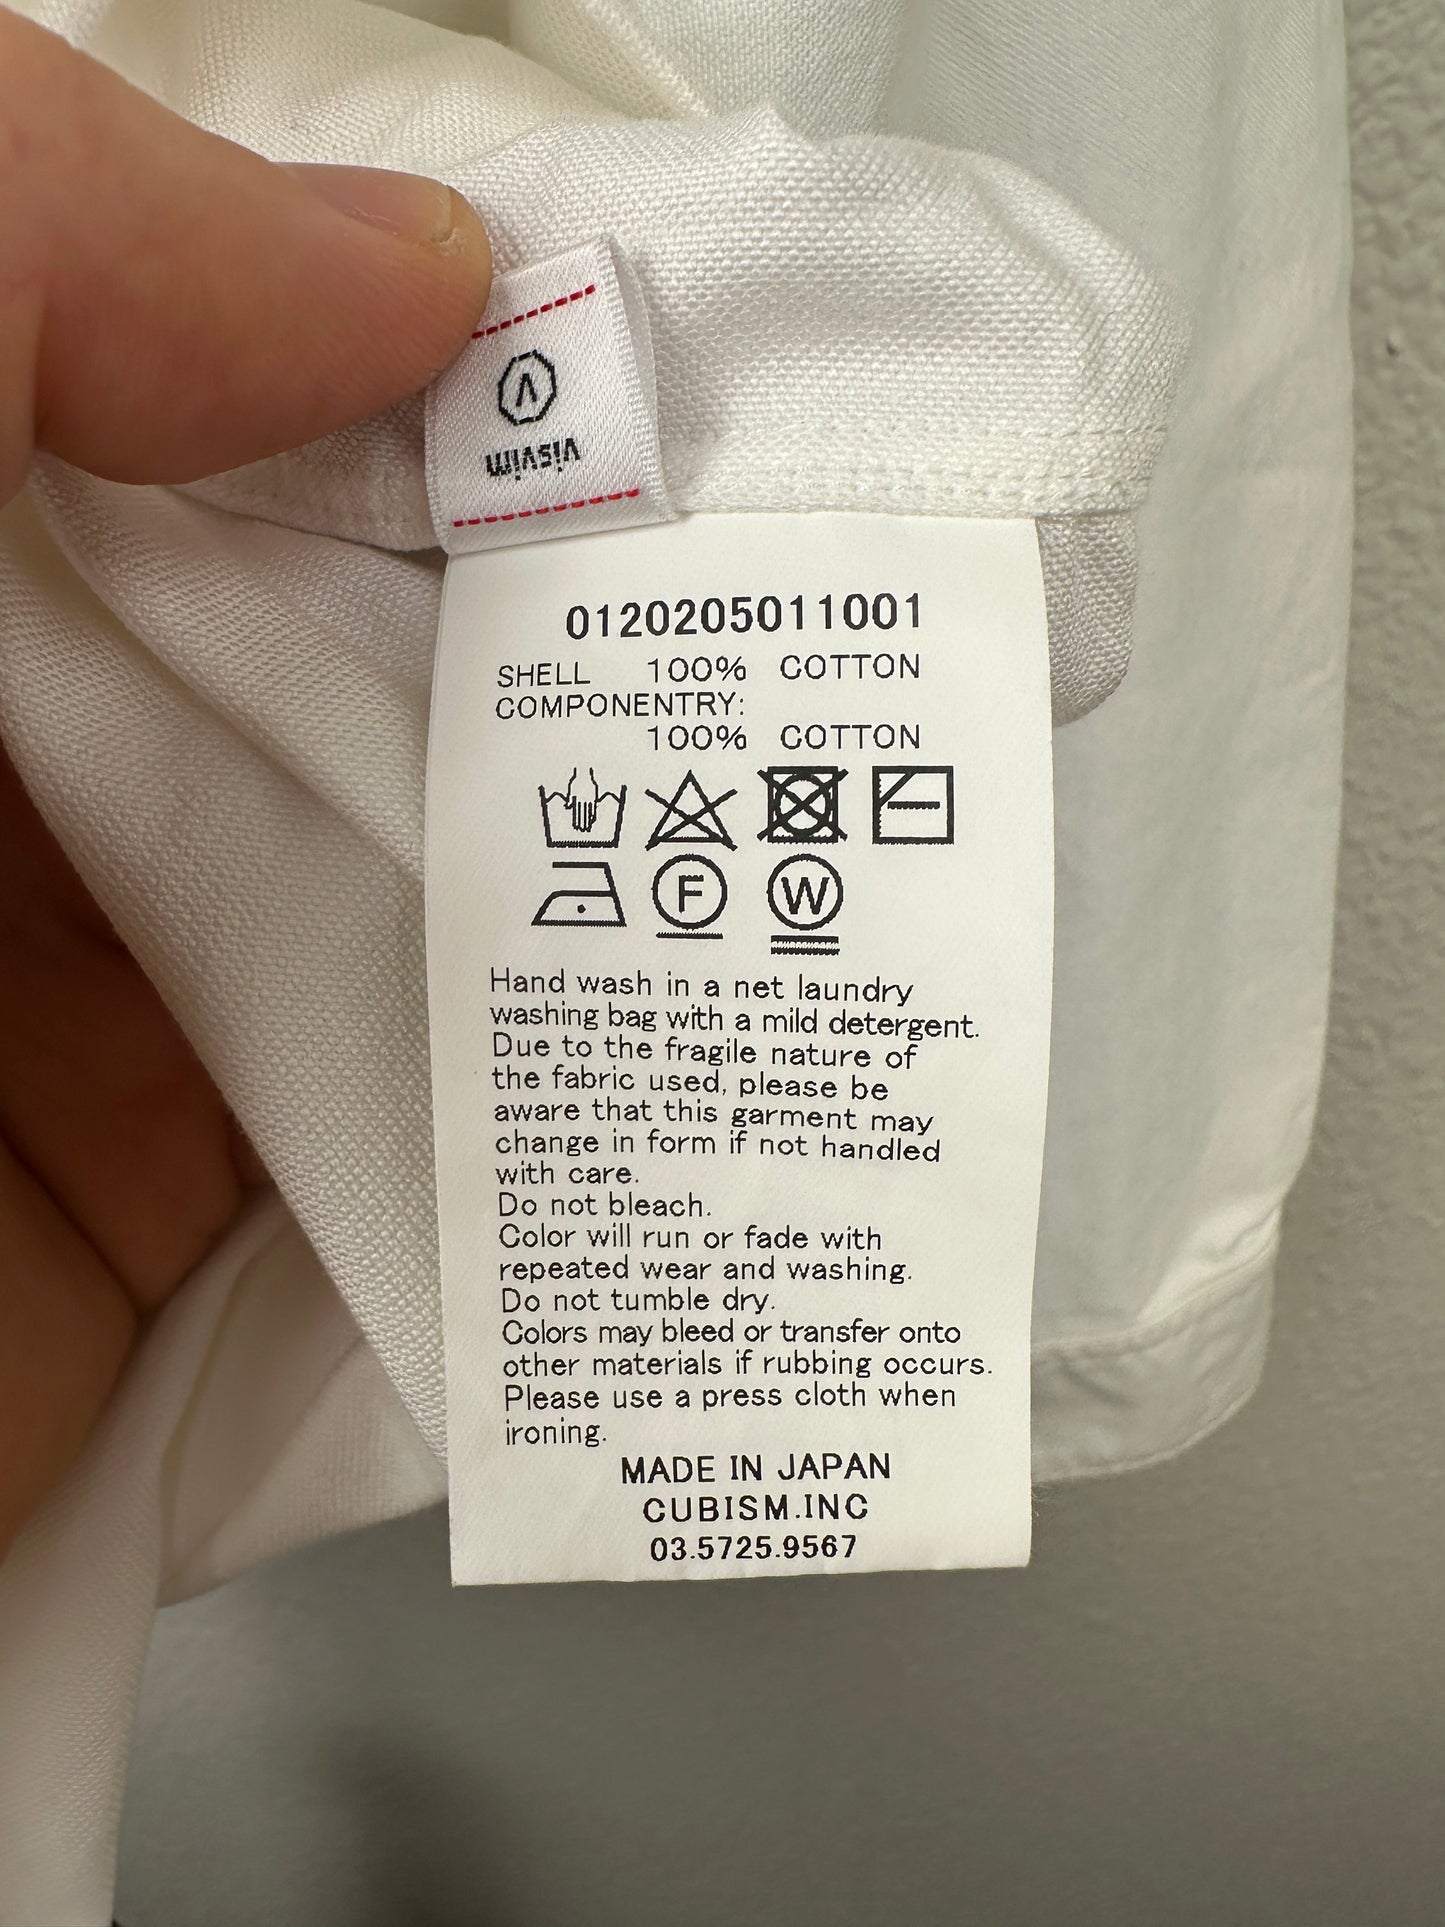 visvim
0120205011001
SHELL 100% COTTON
COMPONENTRY:
100% COTTON
F W
Hand wash in a net laundry
washing bag with a mild detergent.
Due to the fragile nature of
the fabric used, please be
aware that this garment may
change in form if not handled
with care.
Do not bleach.
Color will run or fade with
repeated wear and washing.
Do not tumble dry.
Colors may bleed or transfer onto
other materials if rubbing occurs.
Please use a press cloth when
ironing.
MADE IN JAPAN
CUBISM.INC
03.5725.9567